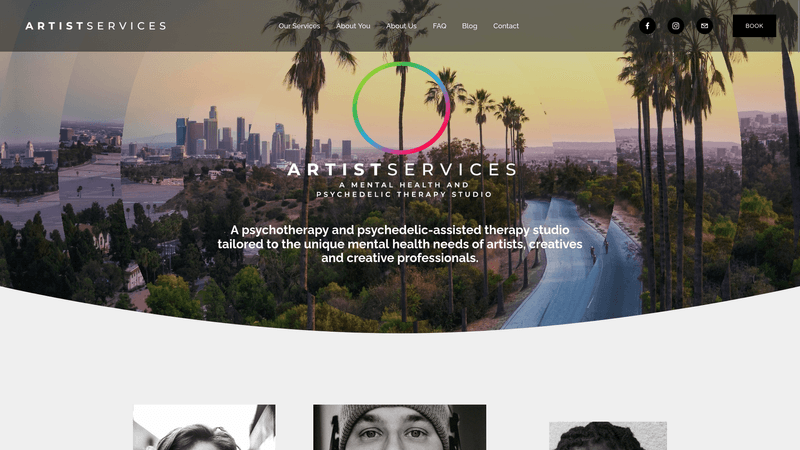 ARTISTSERVICES
Our Services About You About Us FAQ Blog Contact
BOOK
ARTISTSERVICES
A MENTAL HEALTH AND
PSYCHEDELIC THERAPY STUDIO
A psychotherapy and psychedelic-assisted therapy studio
tailored to the unique mental health needs of artists, creatives
and creative professionals.